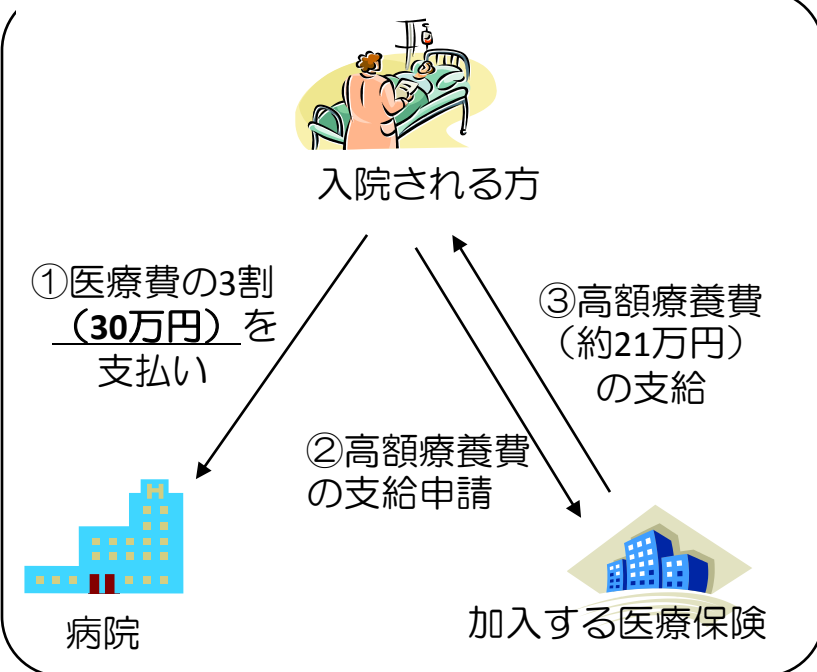 入院される方
①医療費の3割
（30万円）を
支払い
③高額療養費
（約21万円）
の支給
②高額療養費
の支給申請
H
病院
加入する医療保険